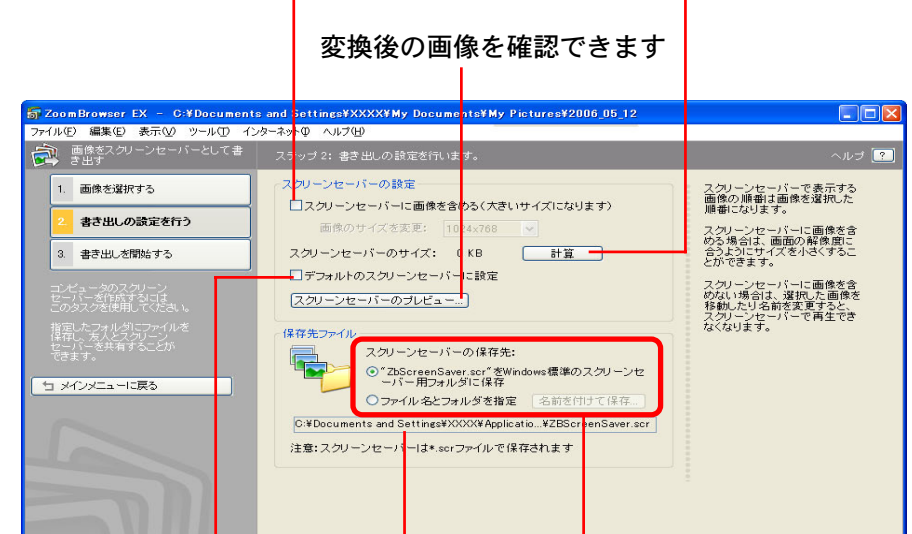 変換後の画像を確認できます
ZoomBrowser EX - C:¥Documents and Settings¥XXXX¥My Documents¥My Pictures¥2006_05_12
ファイル(F) 編集(E) 表示(V) ツール(T) インターネット(I) ヘルプ(H)
画像をスクリーンセーバーとして書
き出す
ステップ 2: 書き出しの設定を行います。
ヘルプ ?
1. 画像を選択する
2. 書き出しの設定を行う
3. 書き出しを開始する
コンピュータのスクリーン
セーバーを作成するには
このタスクを使用してください。
指定したフォルダにファイルを
保存し、友人とスクリーン
セーバーを共有することが
できます。
メインメニューに戻る
スクリーンセーバーの設定
スクリーンセーバーに画像を含める(大きいサイズになります)
画像のサイズを変更: 1024x768
スクリーンセーバーのサイズ: 0 KB 計算
デフォルトのスクリーンセーバーに設定
スクリーンセーバーのプレビュー...
保存先ファイル
スクリーンセーバーの保存先:
"ZbScreenSaver.scr"をWindows標準のスクリーンセ
ーバー用フォルダに保存
ファイル名とフォルダを指定 名前を付けて保存...
C:¥Documents and Settings¥XXXX¥Applicatio...¥ZBScreenSaver.scr
注意:スクリーンセーバーは*.scrファイルで保存されます
スクリーンセーバーで表示する
画像の順番は画像を選択した
順番になります。
スクリーンセーバーに画像を含
める場合は、画面の解像度に
合うようにサイズを小さくするこ
とができます。
スクリーンセーバーに画像を含
めない場合は、選択した画像を
移動したり名前を変更すると、
スクリーンセーバーで再生でき
なくなります。